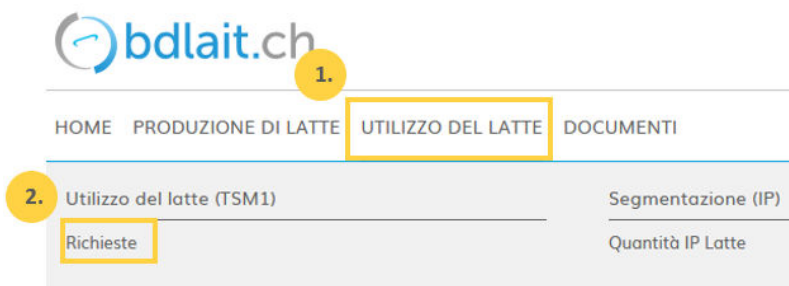 bdlait.ch
1.
HOME PRODUZIONE DI LATTE UTILIZZO DEL LATTE DOCUMENTI
2. Utilizzo del latte (TSM1) Segmentazione (IP)
Richieste Quantità IP Latte